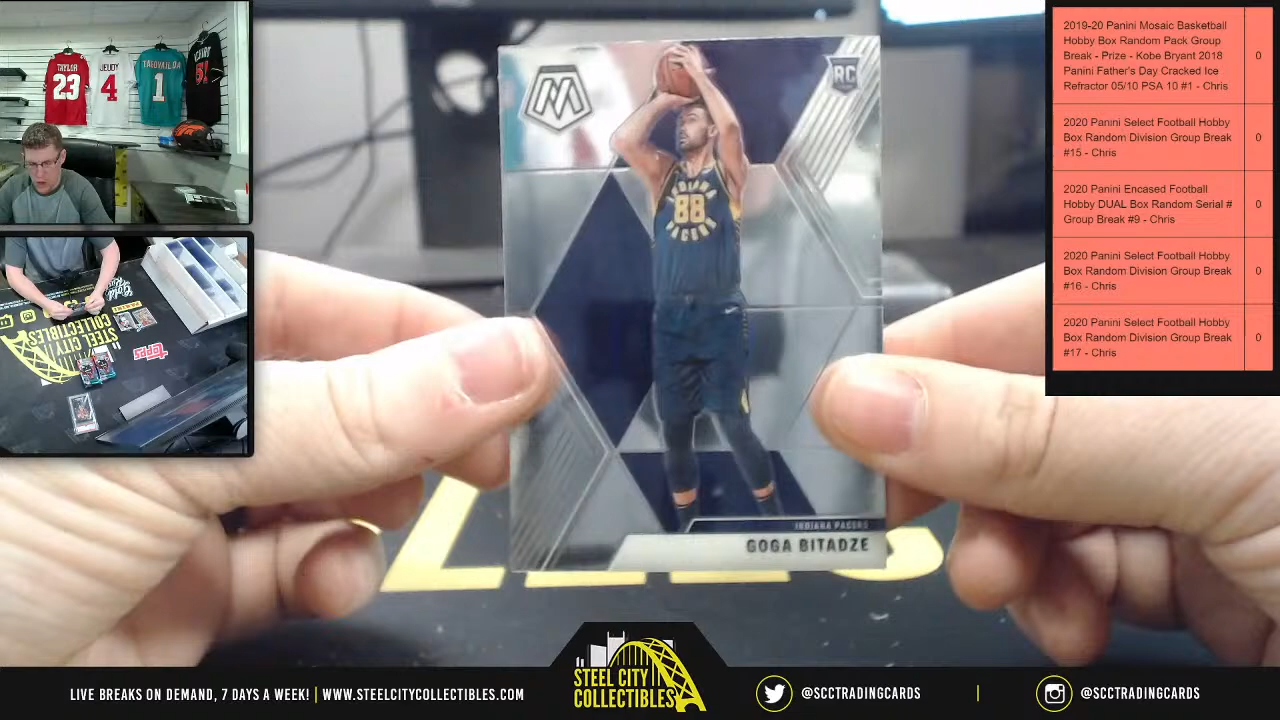 TAYLOR
23
JEUDY
4
TAGOVAILOA
1
RC
INDIANA
88
PACERS
INDIANA PACERS
GOGA BITADZE
2019-20 Panini Mosaic Basketball
Hobby Box Random Pack Group
Break - Prize - Kobe Bryant 2018
Panini Father's Day Cracked Ice
Refractor 05/10 PSA 10 #1 - Chris
0
2020 Panini Select Football Hobby
Box Random Division Group Break
#15 - Chris
0
2020 Panini Encased Football
Hobby DUAL Box Random Serial #
Group Break #9 - Chris
0
2020 Panini Select Football Hobby
Box Random Division Group Break
#16 - Chris
0
2020 Panini Select Football Hobby
Box Random Division Group Break
#17 - Chris
0
STEEL CITY
COLLECTIBLES
topps
LIVE BREAKS ON DEMAND, 7 DAYS A WEEK! | WWW.STEELCITYCOLLECTIBLES.COM
STEEL CITY
COLLECTIBLES
@SCCTRADINGCARDS
@SCCTRADINGCARDS